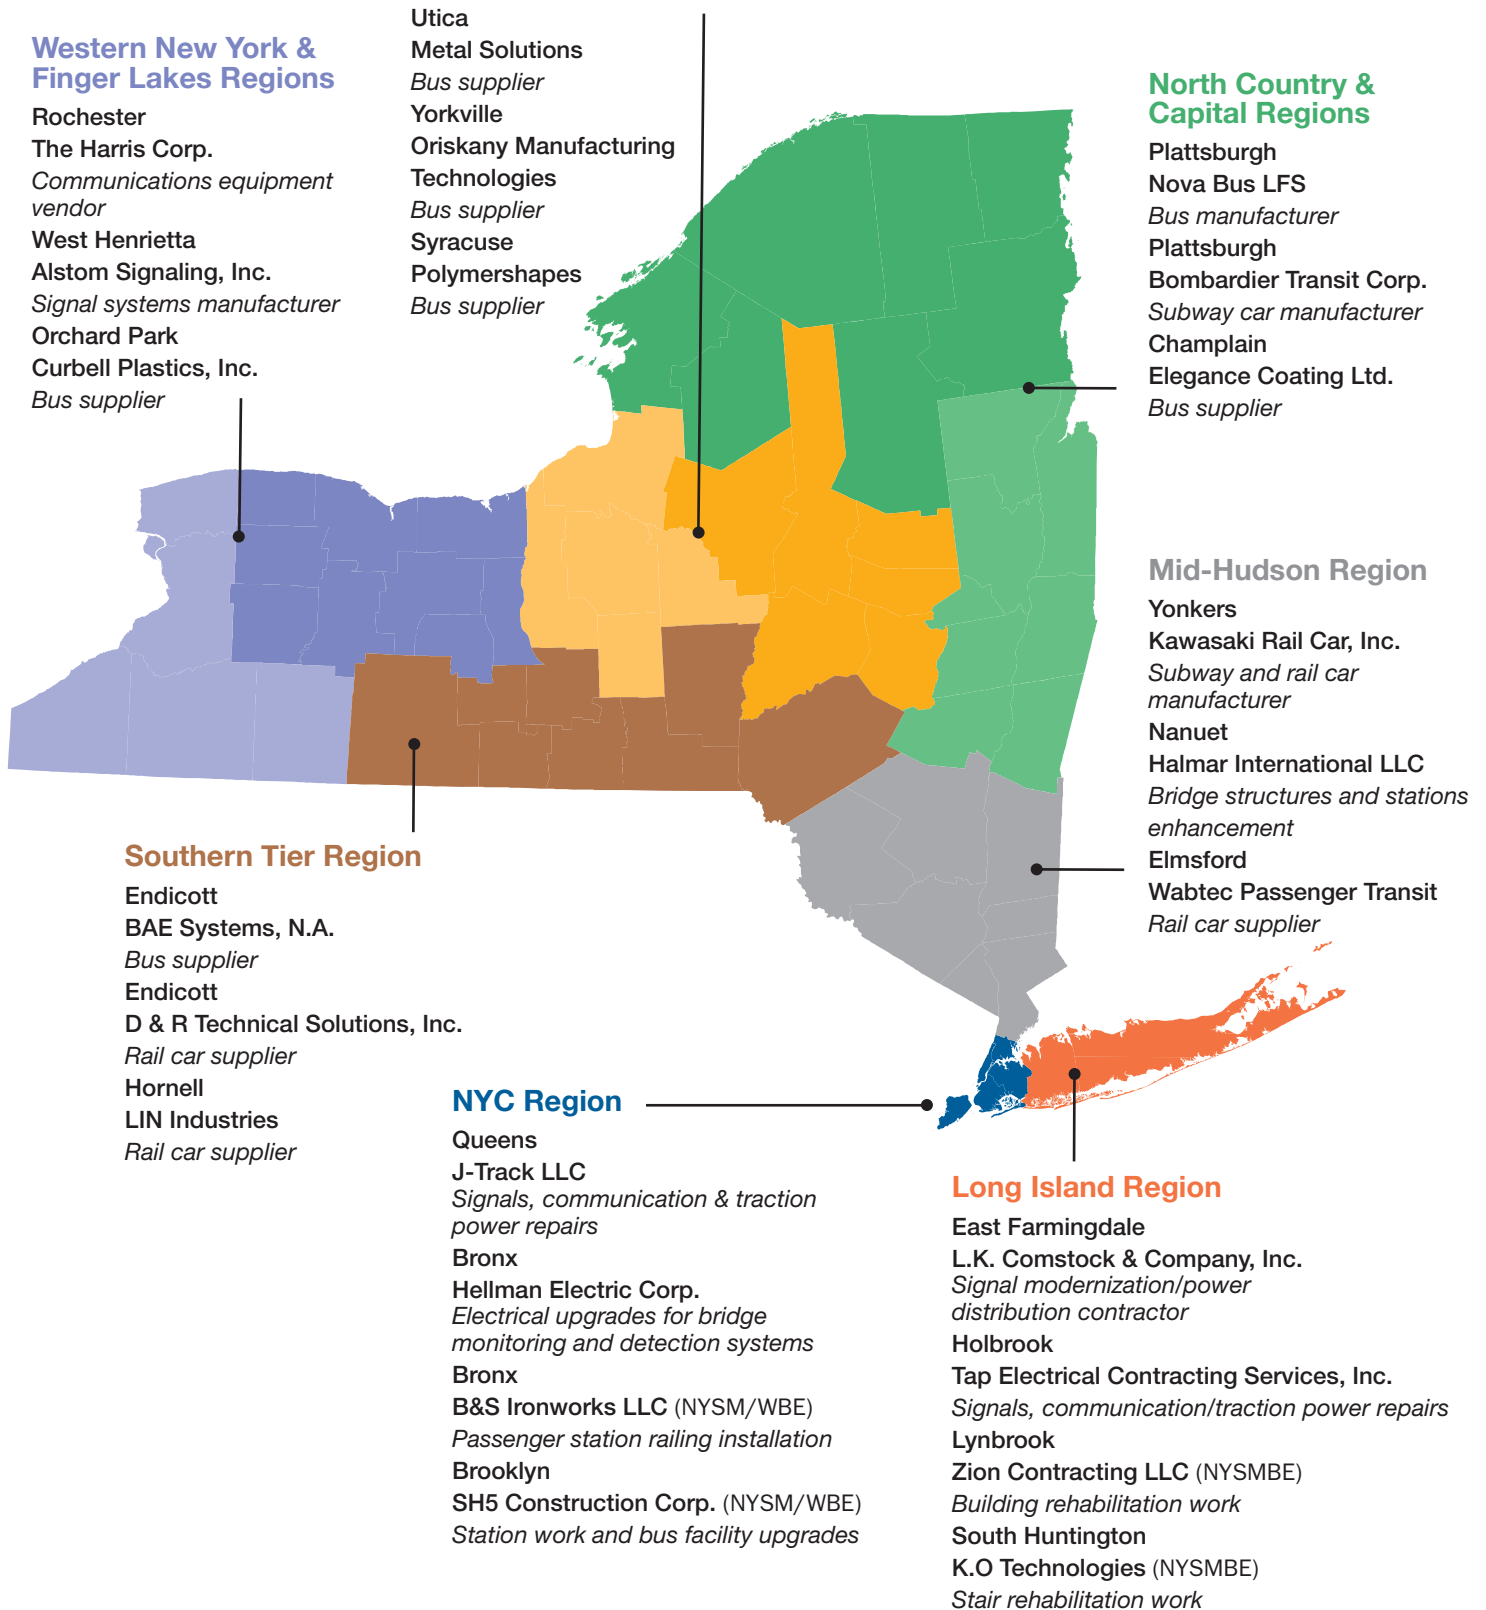 Western New York &
Finger Lakes Regions
Rochester
The Harris Corp.
Communications equipment
vendor
West Henrietta
Alstom Signaling, Inc.
Signal systems manufacturer
Orchard Park
Curbell Plastics, Inc.
Bus supplier
Utica
Metal Solutions
Bus supplier
Yorkville
Oriskany Manufacturing
Technologies
Bus supplier
Syracuse
Polymershapes
Bus supplier
North Country &
Capital Regions
Plattsburgh
Nova Bus LFS
Bus manufacturer
Plattsburgh
Bombardier Transit Corp.
Subway car manufacturer
Champlain
Elegance Coating Ltd.
Bus supplier
Mid-Hudson Region
Yonkers
Kawasaki Rail Car, Inc.
Subway and rail car
manufacturer
Nanuet
Halmar International LLC
Bridge structures and stations
enhancement
Elmsford
Wabtec Passenger Transit
Rail car supplier
Southern Tier Region
Endicott
BAE Systems, N.A.
Bus supplier
Endicott
D & R Technical Solutions, Inc.
Rail car supplier
Hornell
LIN Industries
Rail car supplier
NYC Region
Queens
J-Track LLC
Signals, communication & traction
power repairs
Bronx
Hellman Electric Corp.
Electrical upgrades for bridge
monitoring and detection systems
Bronx
B&S Ironworks LLC (NYSM/WBE)
Passenger station railing installation
Brooklyn
SH5 Construction Corp. (NYSM/WBE)
Station work and bus facility upgrades
Long Island Region
East Farmingdale
L.K. Comstock & Company, Inc.
Signal modernization/power
distribution contractor
Holbrook
Tap Electrical Contracting Services, Inc.
Signals, communication/traction power repairs
Lynbrook
Zion Contracting LLC (NYSMBE)
Building rehabilitation work
South Huntington
K.O Technologies (NYSMBE)
Stair rehabilitation work